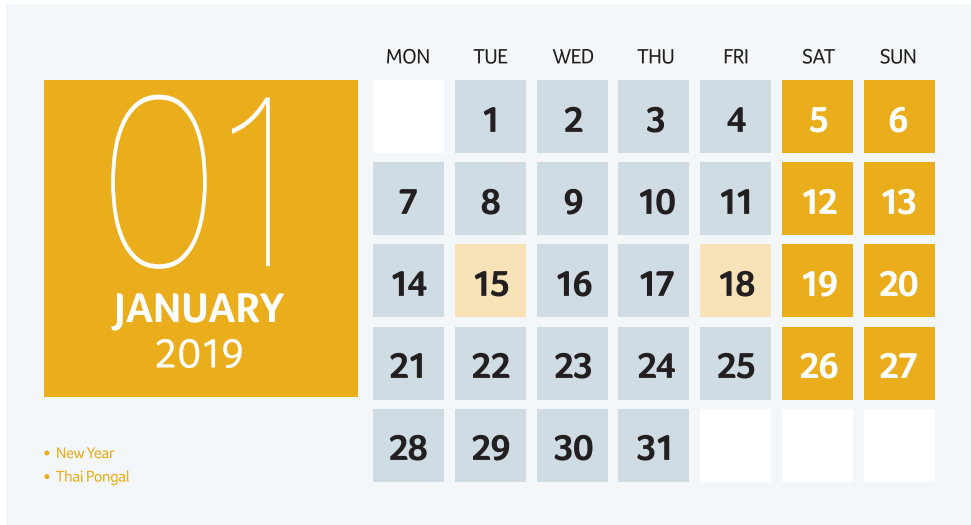 01
JANUARY
2019
• New Year
• Thai Pongal
MON TUE WED THU FRI SAT SUN
1 2 3 4 5 6
7 8 9 10 11 12 13
14 15 16 17 18 19 20
21 22 23 24 25 26 27
28 29 30 31